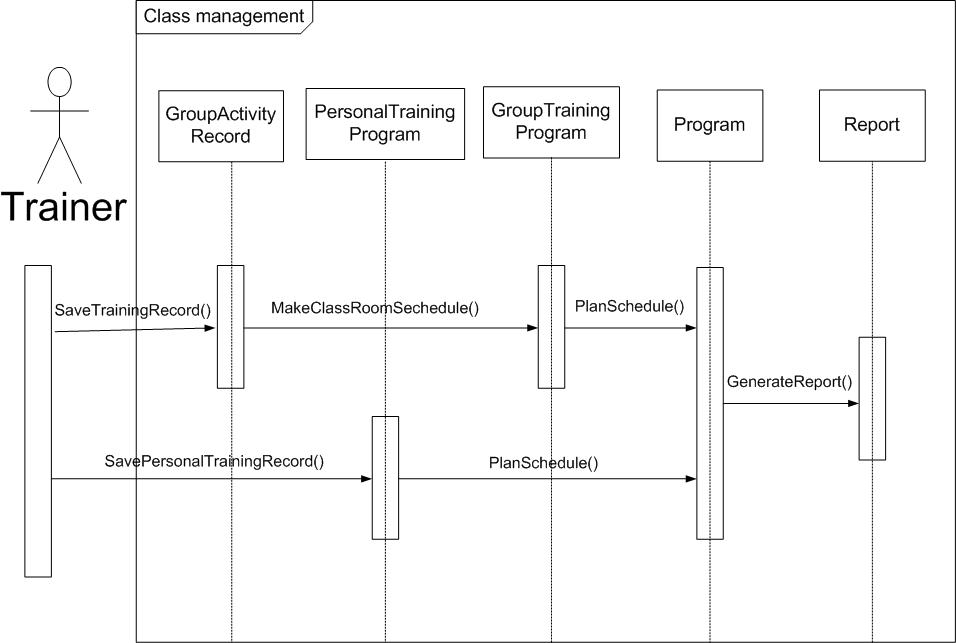 Class management
GroupActivity
Record
PersonalTraining
Program
GroupTraining
Program
Program
Report
Trainer
SaveTrainingRecord()
MakeClassRoomSechedule()
PlanSchedule()
GenerateReport()
SavePersonalTrainingRecord()
PlanSchedule()